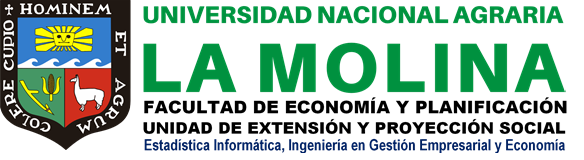 COLERE CUPIO + HOMINEM ET AGRUM
UNIVERSIDAD NACIONAL AGRARIA
LA MOLINA
FACULTAD DE ECONOMÍA Y PLANIFICACIÓN
UNIDAD DE EXTENSIÓN Y PROYECCIÓN SOCIAL
Estadística Informática, Ingeniería en Gestión Empresarial y Economía